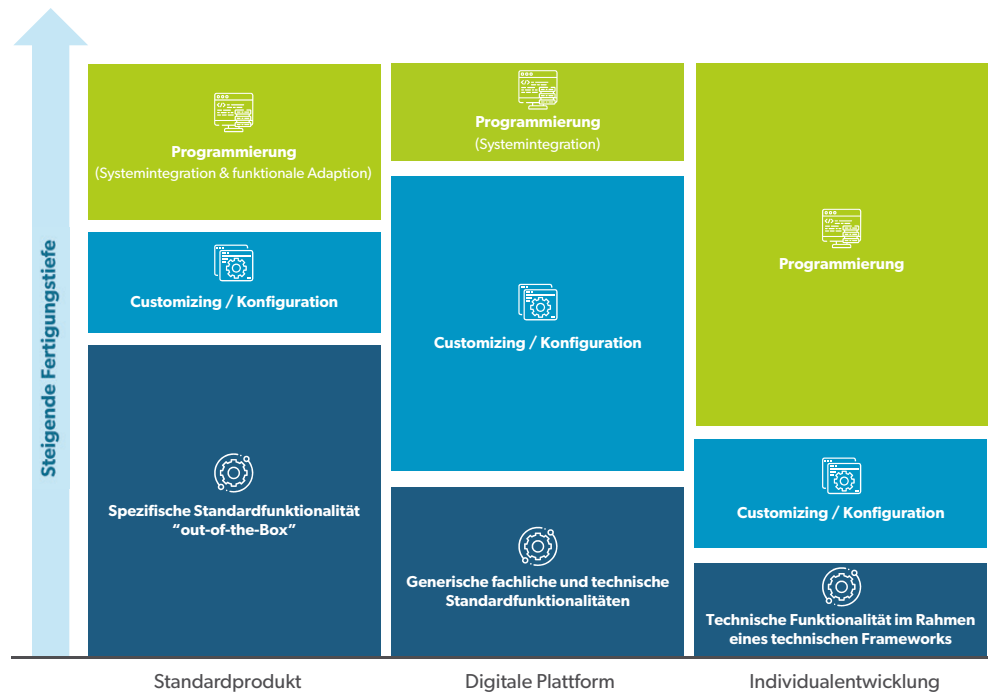 Steigende Fertigungstiefe
Programmierung
(Systemintegration & funktionale Adaption)
Customizing / Konfiguration
Spezifische Standardfunktionalität
“out-of-the-Box”
Standardprodukt
Programmierung
(Systemintegration)
Customizing / Konfiguration
Generische fachliche und technische
Standardfunktionalitäten
Digitale Plattform
Programmierung
Customizing / Konfiguration
Technische Funktionalität im Rahmen
eines technischen Frameworks
Individualentwicklung